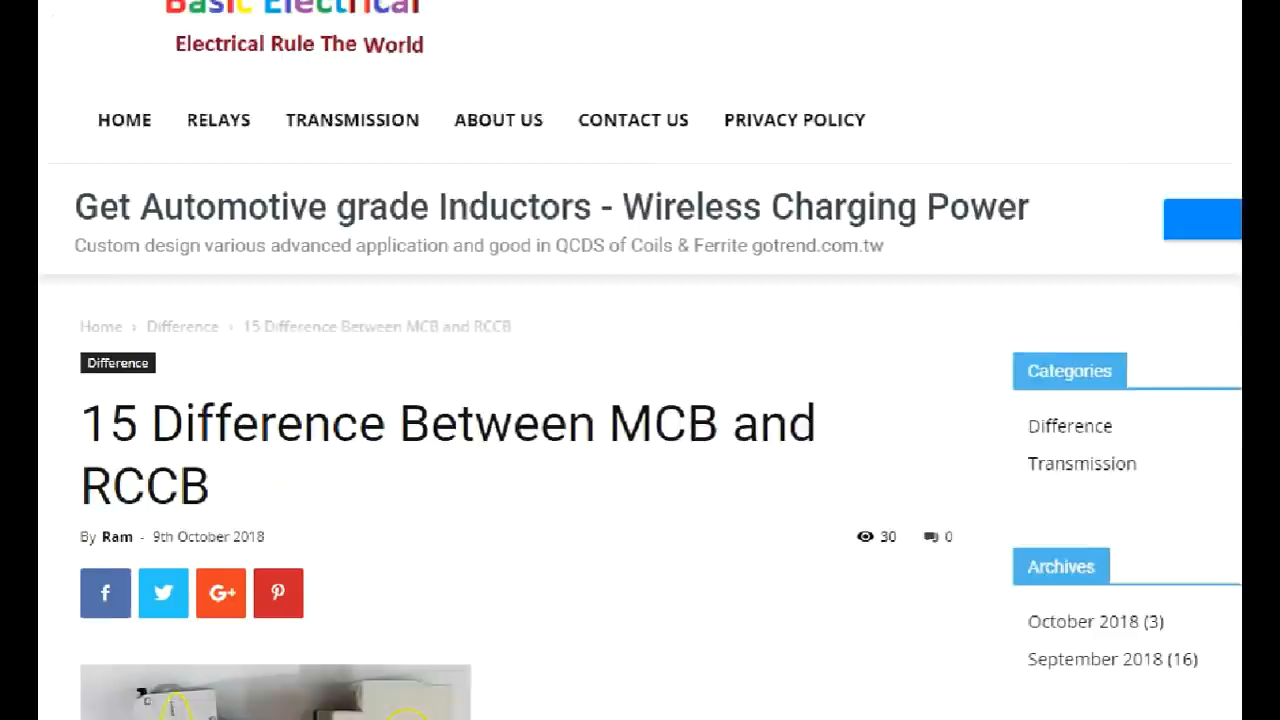 Basic Electrical
Electrical Rule The World
HOME RELAYS TRANSMISSION ABOUT US CONTACT US PRIVACY POLICY
Get Automotive grade Inductors - Wireless Charging Power
Custom design various advanced application and good in QCDS of Coils & Ferrite gotrend.com.tw
Home › Difference › 15 Difference Between MCB and RCCB
Difference
15 Difference Between MCB and
RCCB
By Ram - 9th October 2018
30 0
f G+
Categories
Difference
Transmission
Archives
October 2018 (3)
September 2018 (16)